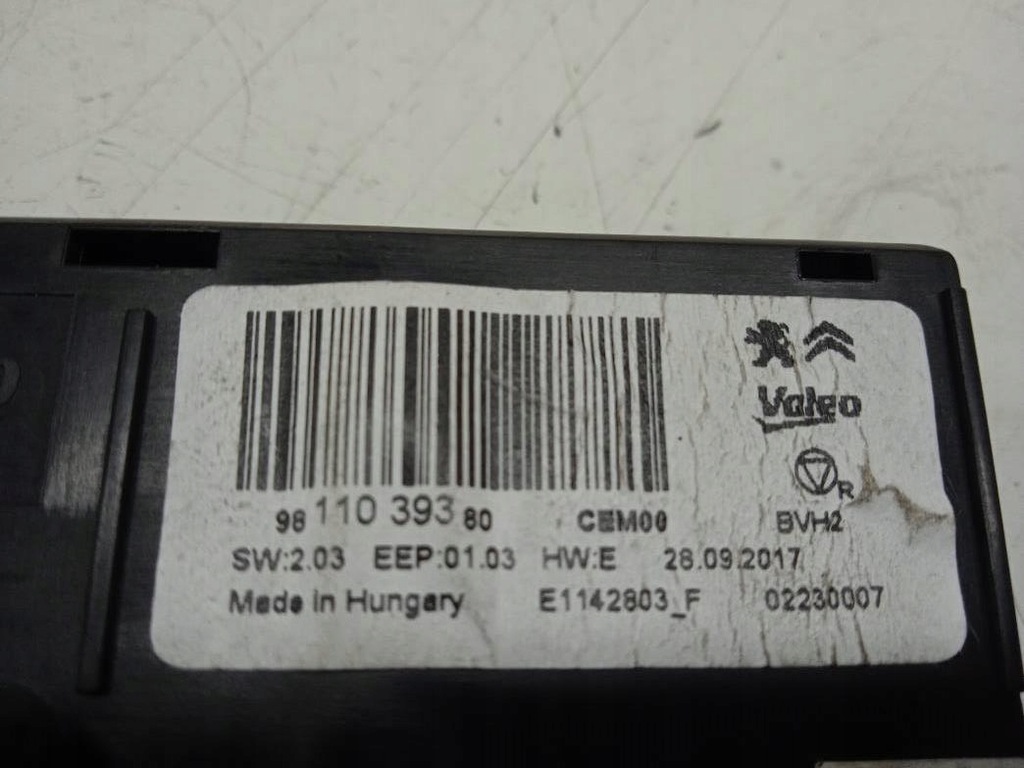 Valeo
R
98 110 393 80 CEM00 BVH2
SW:2.03 EEP:01.03 HW:E 28.09.2017
Made in Hungary E1142803_F 02230007